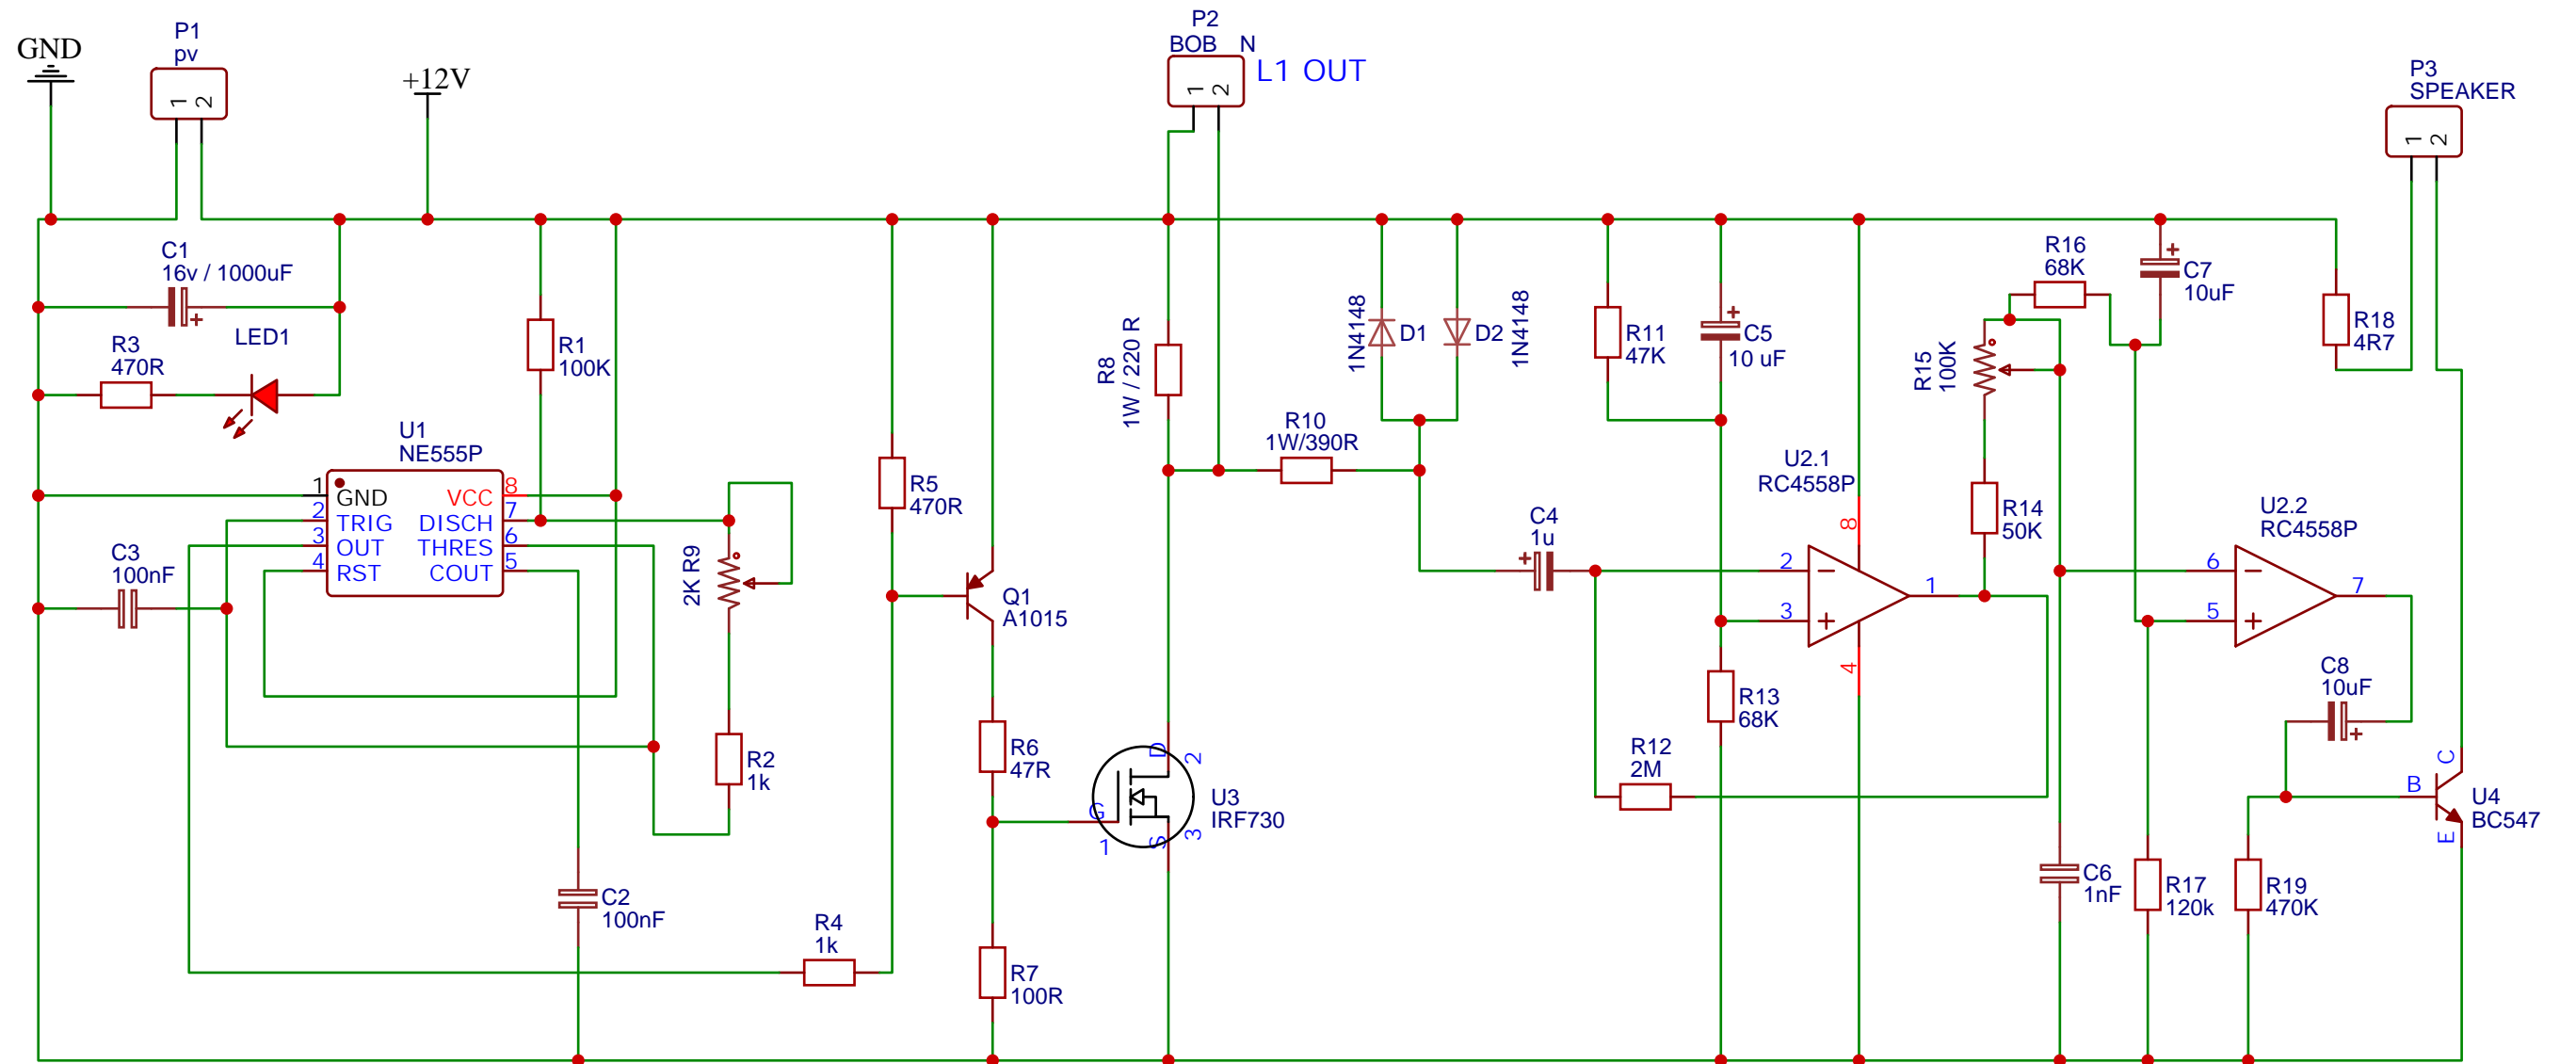 GND
P1
pv
1
2
+12V
P2
BOB N
L1 OUT
1
2
P3
SPEAKER
1
2
C1
16v / 1000uF
R3
470R
LED1
R1
100K
U1
NE555P
1
GND
2
TRIG
3
OUT
4
RST
VCC
8
DISCH
7
THRES
6
COUT
5
C3
100nF
2K R9
R2
1k
C2
100nF
R4
1k
R5
470R
Q1
A1015
R6
47R
R7
100R
R8
1W / 220 R
G
1
D
2
S
3
U3
IRF730
R10
1W/390R
1N4148
D1
D2
1N4148
C4
1u
R11
47K
C5
10 uF
R12
2M
R13
68K
U2.1
RC4558P
8
2
3
1
4
R15
100K
R14
50K
R16
68K
C7
10uF
C6
1nF
R17
120k
U2.2
RC4558P
6
5
7
C8
10uF
R19
470K
R18
4R7
C
B
E
U4
BC547